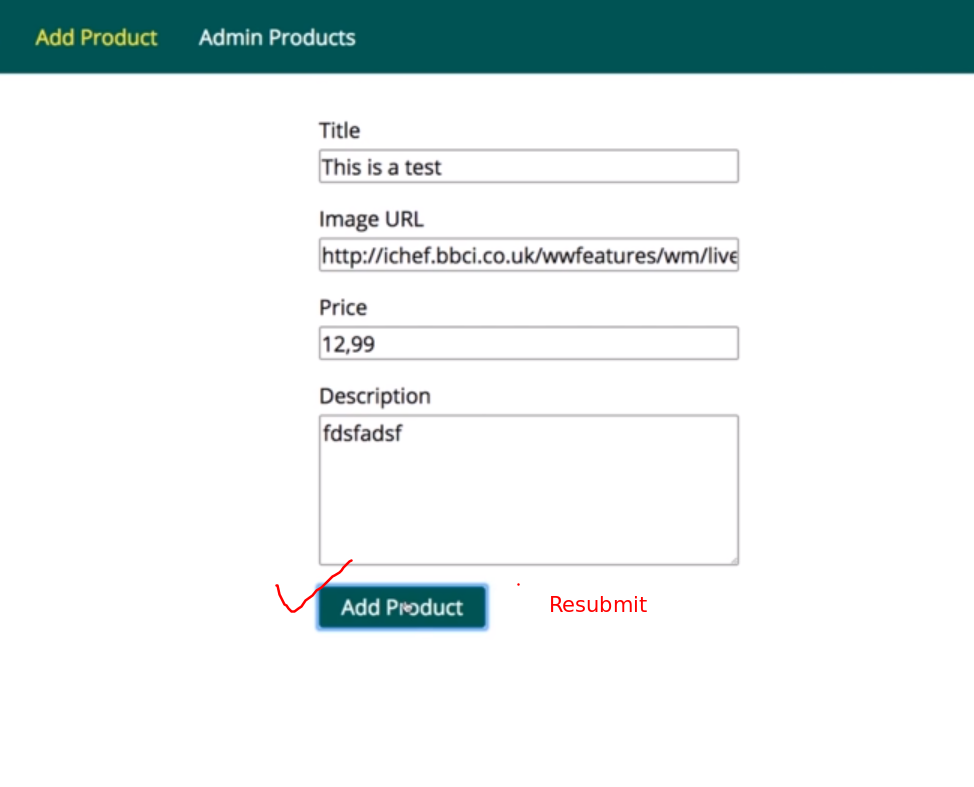 Add Product Admin Products
Title
This is a test
Image URL
http://ichef.bbci.co.uk/wwfeatures/wm/live
Price
12,99
Description
fdsfadsf
Add Product
Resubmit